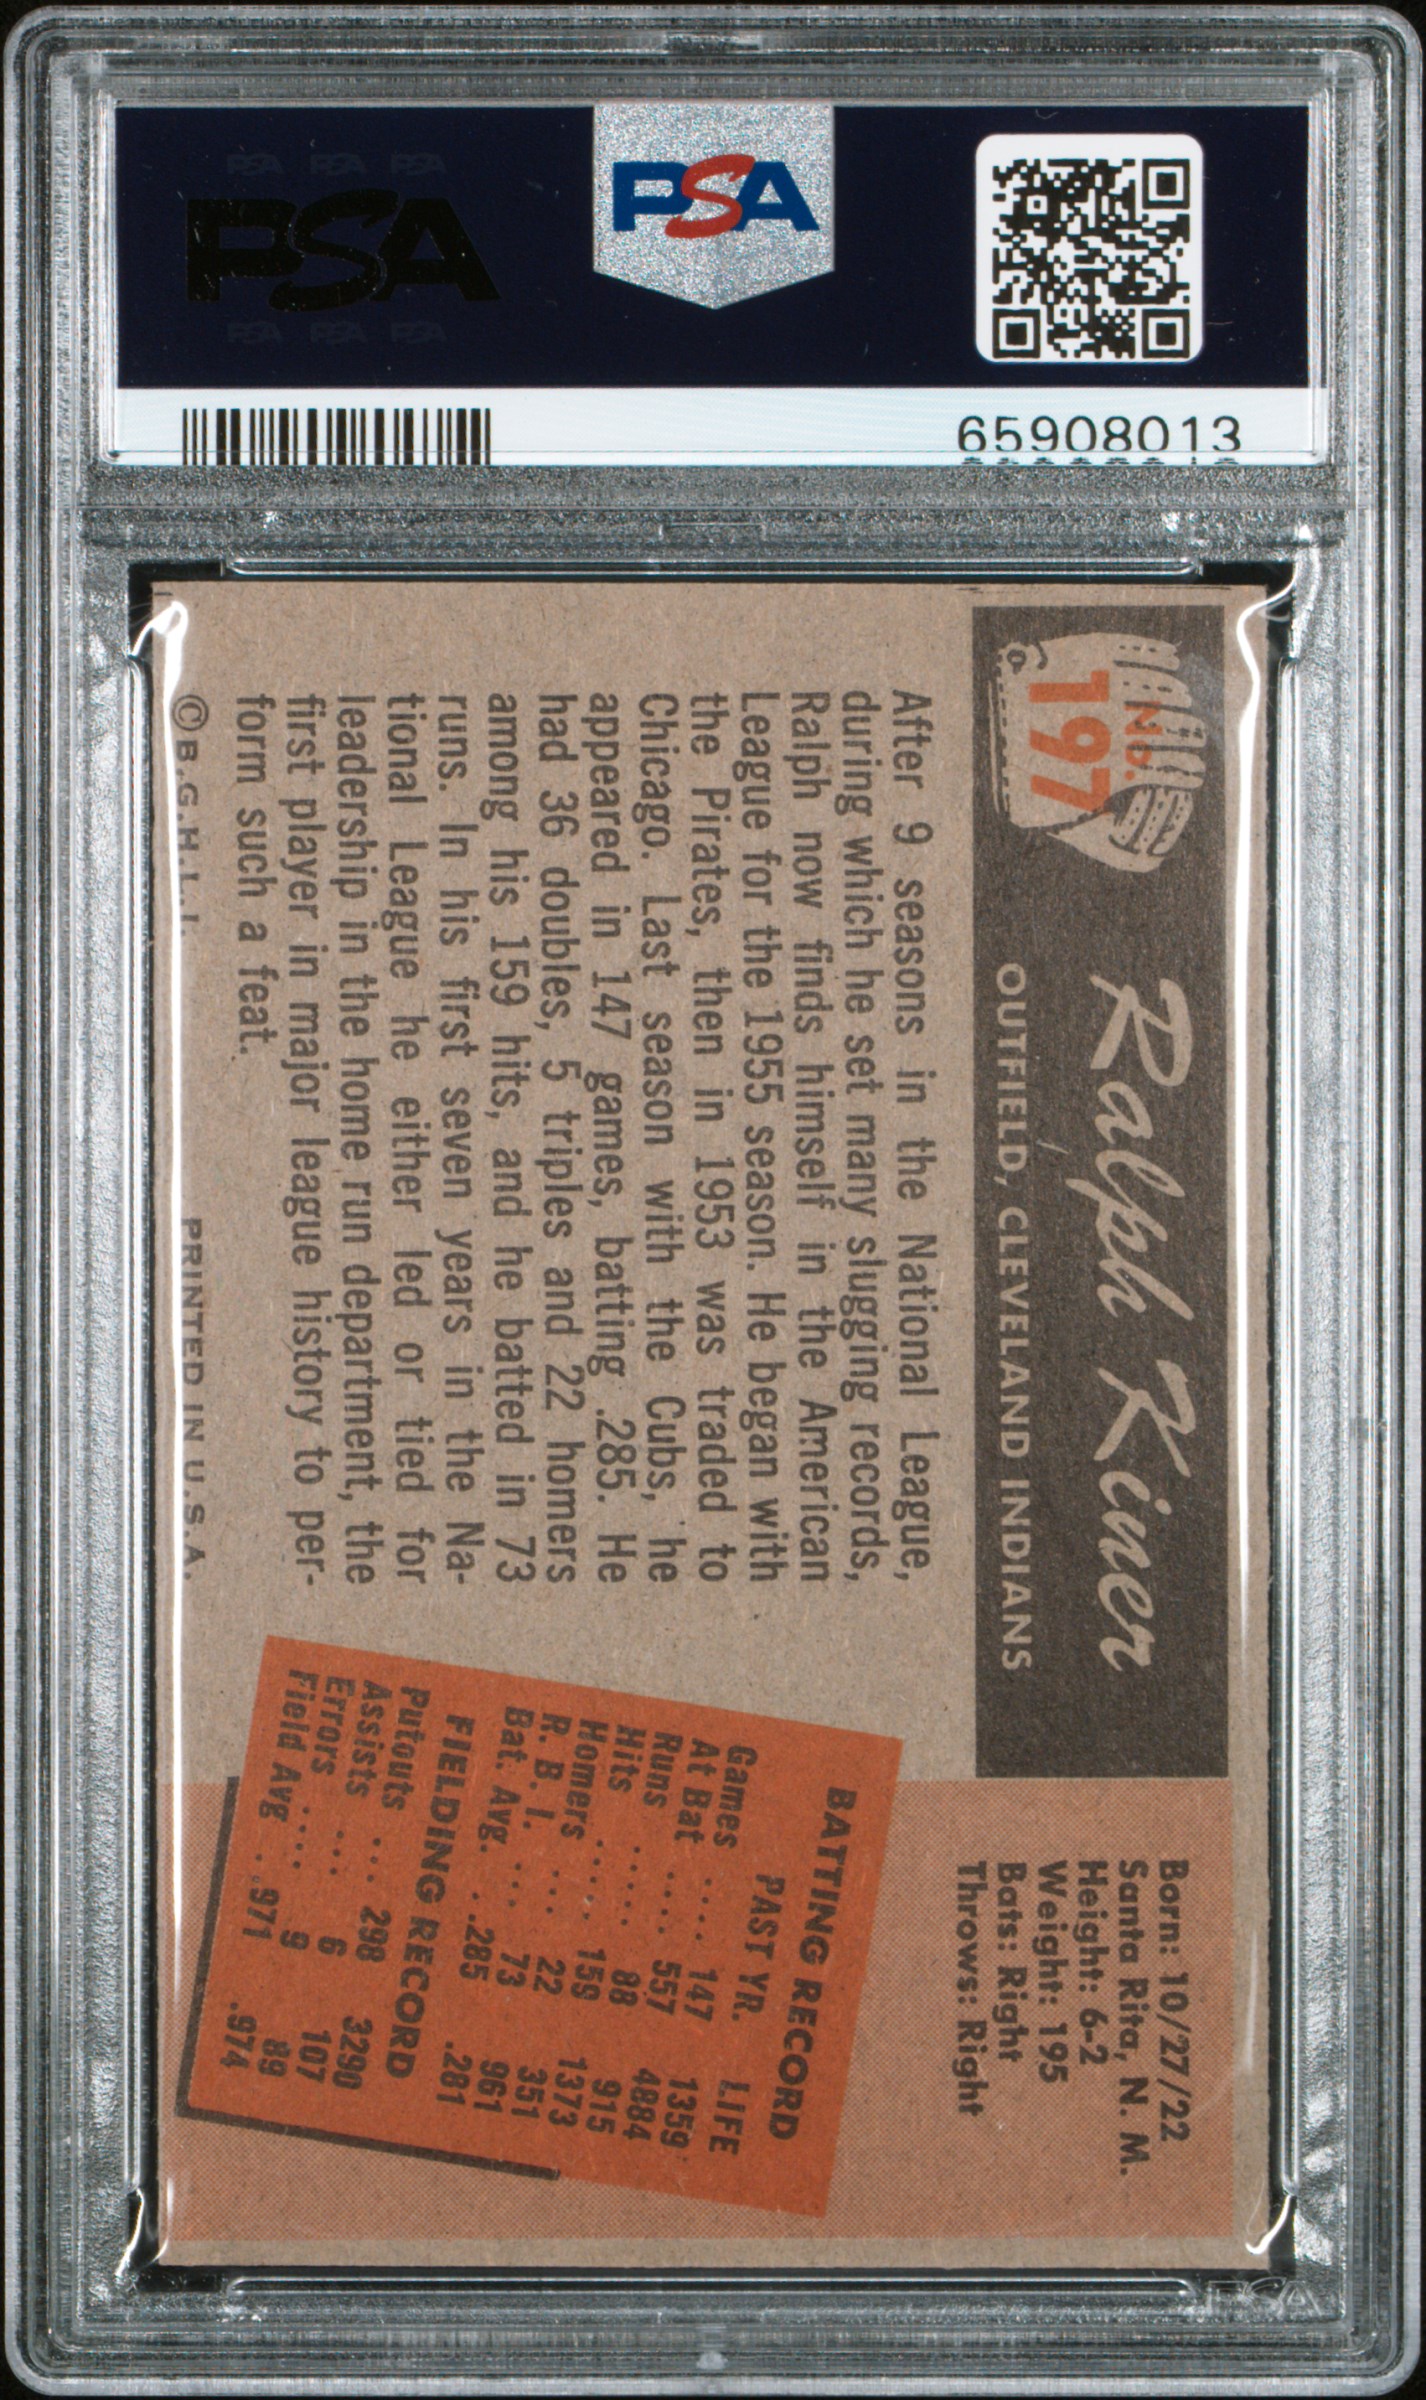 PSA PSA PSA
PSA
PSA PSA PSA
PSA
65908013
No.
197
Ralph Kiner
OUTFIELD, CLEVELAND INDIANS
Born: 10/27/22
Santa Rita, N. M.
Height: 6-2
Weight: 195
Bats: Right
Throws: Right
After 9 seasons in the National League,
during which he set many slugging records,
Ralph now finds himself in the American
League for the 1955 season. He began with
the Pirates, then in 1953 was traded to
Chicago. Last season with the Cubs, he
appeared in 147 games, batting .285. He
had 36 doubles, 5 triples and 22 homers
among his 159 hits, and he batted in 73
runs. In his first seven years in the Na-
tional League he either led or tied for
leadership in the home run department, the
first player in major league history to per-
form such a feat.
BATTING RECORD
PAST YR. LIFE
Games .... 147 1359
At Bat .... 557 4884
Runs ..... 88 915
Hits ..... 159 1373
Homers ... 22 351
R. B. I. ... 73 961
Bat. Avg. . .285 .281
FIELDING RECORD
Putouts ... 298 3290
Assists ... 6 107
Errors .... 9 89
Field Avg . .971 .974
© B.G.H.L.I. PRINTED IN U.S.A.
PSA